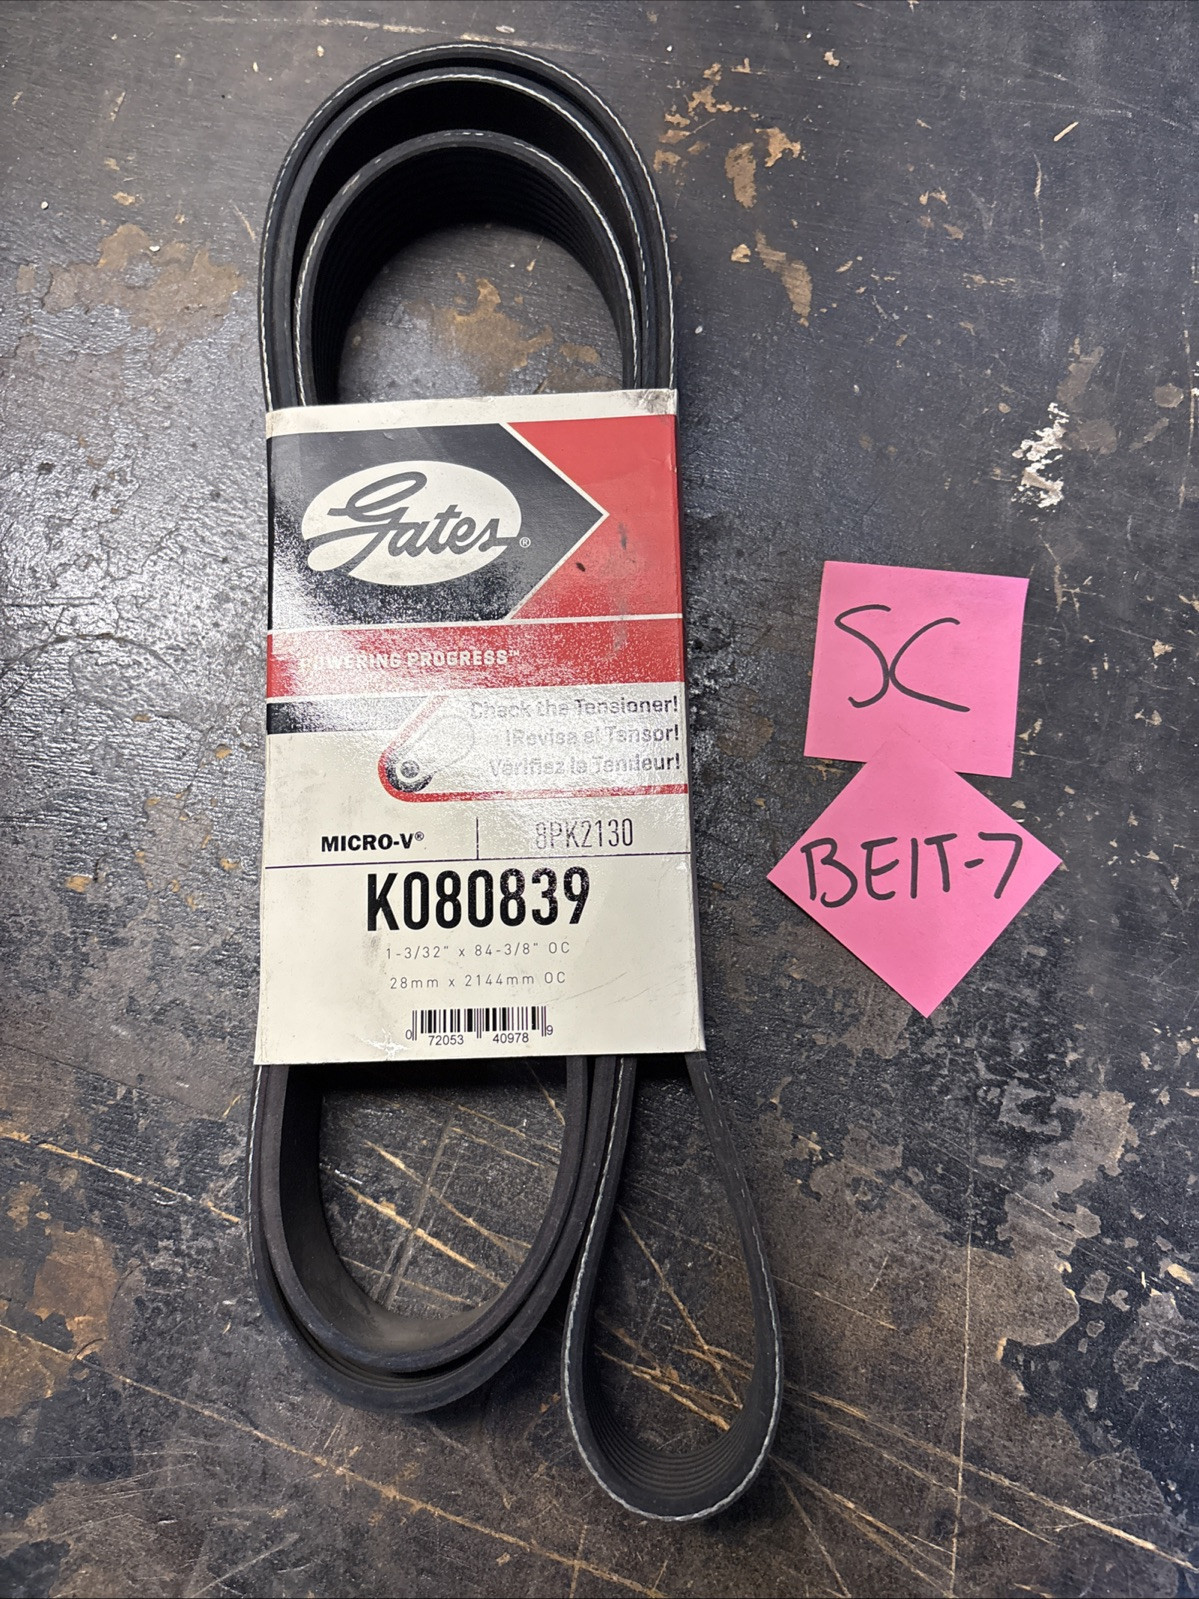 Gates®
POWERING PROGRESS™
Check the Tensioner!
¡Revisa el Tensor!
Vérifiez le Tendeur!
MICRO-V® 8PK2130
K080839
1-3/32" x 84-3/8" OC
28mm x 2144mm OC
0 72053 40978 9
SC
BEIT-7